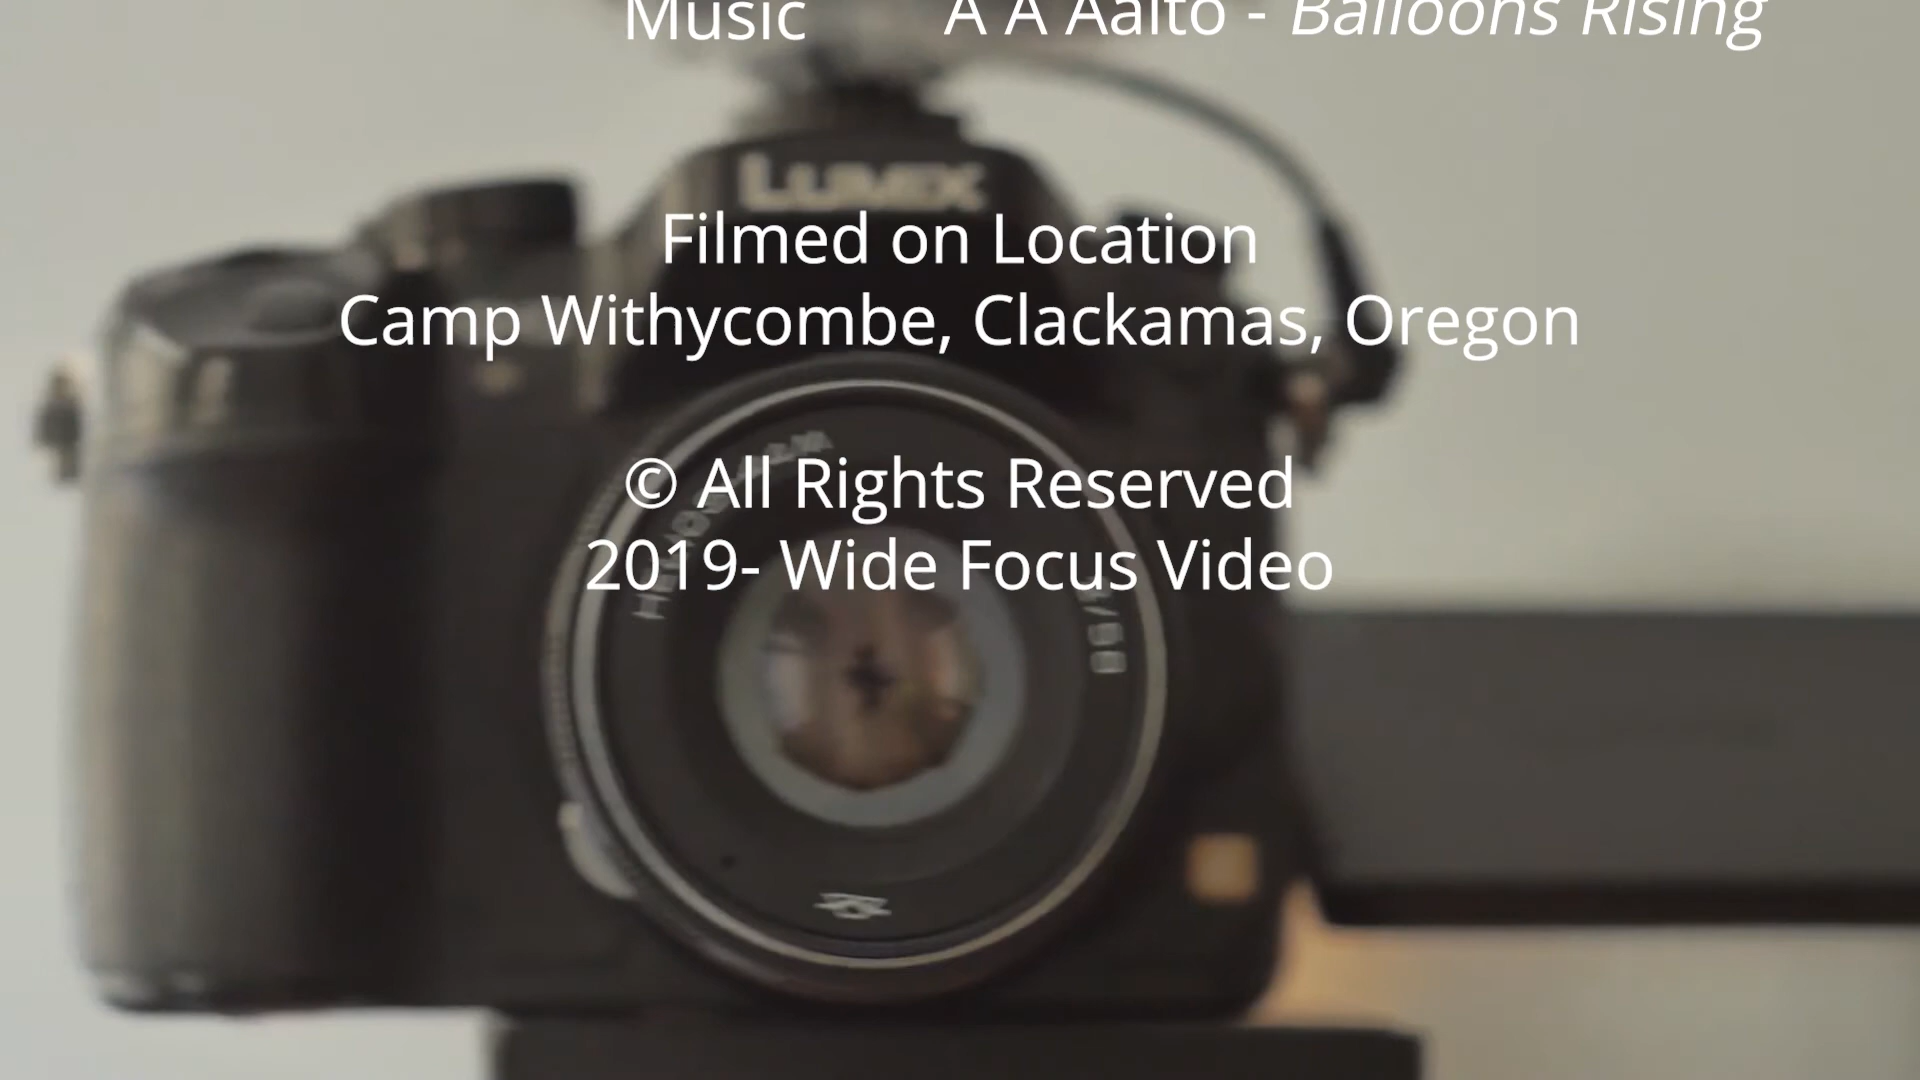 Music A A Aalto - Balloons Rising
LUMIX
Filmed on Location
Camp Withycombe, Clackamas, Oregon
© All Rights Reserved
2019- Wide Focus Video